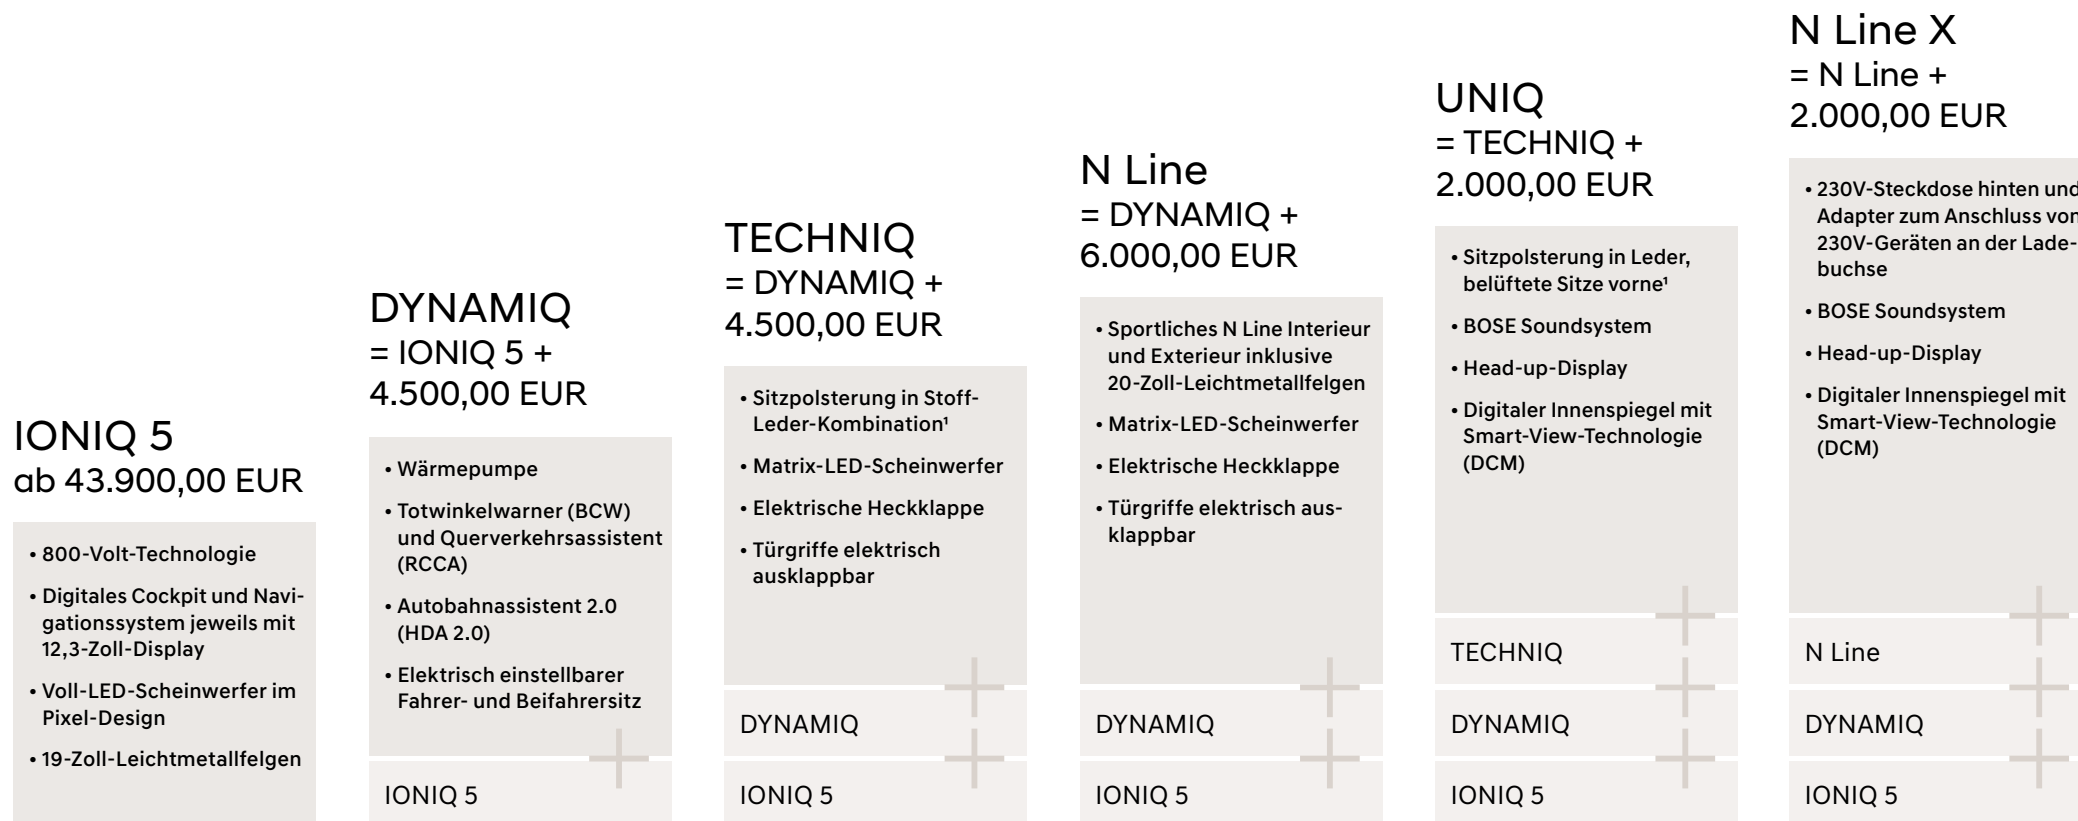 IONIQ 5
ab 43.900,00 EUR
• 800-Volt-Technologie
• Digitales Cockpit und Navi-
gationssystem jeweils mit
12,3-Zoll-Display
• Voll-LED-Scheinwerfer im
Pixel-Design
• 19-Zoll-Leichtmetallfelgen
DYNAMIQ
= IONIQ 5 +
4.500,00 EUR
• Wärmepumpe
• Totwinkelwarner (BCW)
und Querverkehrsassistent
(RCCA)
• Autobahnassistent 2.0
(HDA 2.0)
• Elektrisch einstellbarer
Fahrer- und Beifahrersitz
IONIQ 5
TECHNIQ
= DYNAMIQ +
4.500,00 EUR
• Sitzpolsterung in Stoff-
Leder-Kombination¹
• Matrix-LED-Scheinwerfer
• Elektrische Heckklappe
• Türgriffe elektrisch
ausklappbar
DYNAMIQ
IONIQ 5
N Line
= DYNAMIQ +
6.000,00 EUR
• Sportliches N Line Interieur
und Exterieur inklusive
20-Zoll-Leichtmetallfelgen
• Matrix-LED-Scheinwerfer
• Elektrische Heckklappe
• Türgriffe elektrisch aus-
klappbar
DYNAMIQ
IONIQ 5
UNIQ
= TECHNIQ +
2.000,00 EUR
• Sitzpolsterung in Leder,
belüftete Sitze vorne¹
• BOSE Soundsystem
• Head-up-Display
• Digitaler Innenspiegel mit
Smart-View-Technologie
(DCM)
TECHNIQ
DYNAMIQ
IONIQ 5
N Line X
= N Line +
2.000,00 EUR
• 230V-Steckdose hinten und
Adapter zum Anschluss von
230V-Geräten an der Lade-
buchse
• BOSE Soundsystem
• Head-up-Display
• Digitaler Innenspiegel mit
Smart-View-Technologie
(DCM)
N Line
DYNAMIQ
IONIQ 5